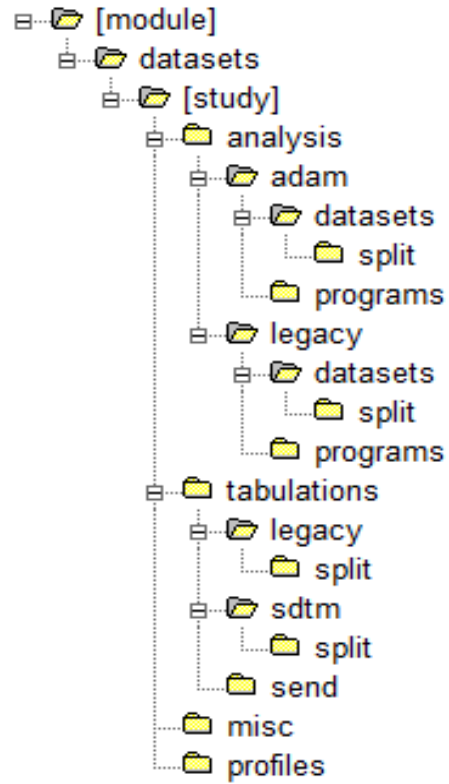 [module]
datasets
[study]
analysis
adam
datasets
split
programs
legacy
datasets
split
programs
tabulations
legacy
split
sdtm
split
send
misc
profiles